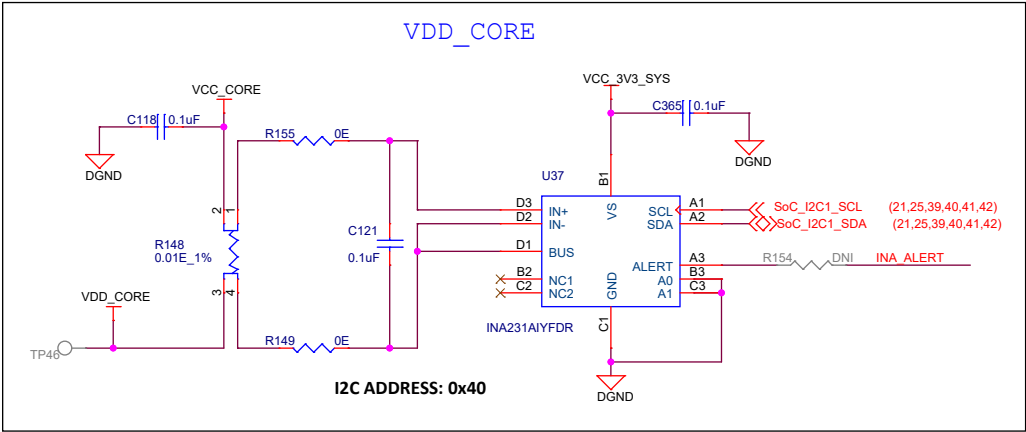 VDD_CORE
VCC_CORE
VCC_3V3_SYS
C118 0.1uF
C365 0.1uF
DGND
DGND
R155 0E
U37
B1
2 1
D3 IN+ VS SCL A1 SoC_I2C1_SCL (21,25,39,40,41,42)
D2 IN- SDA A2 SoC_I2C1_SDA (21,25,39,40,41,42)
R148
0.01E_1%
C121
0.1uF
D1 BUS
ALERT A3 R154 DNI INA_ALERT
B2 NC1 A0 B3
C2 NC2 A1 C3
GND
3 4
VDD_CORE
C1
INA231AIYFDR
TP46
R149 0E
I2C ADDRESS: 0x40
DGND